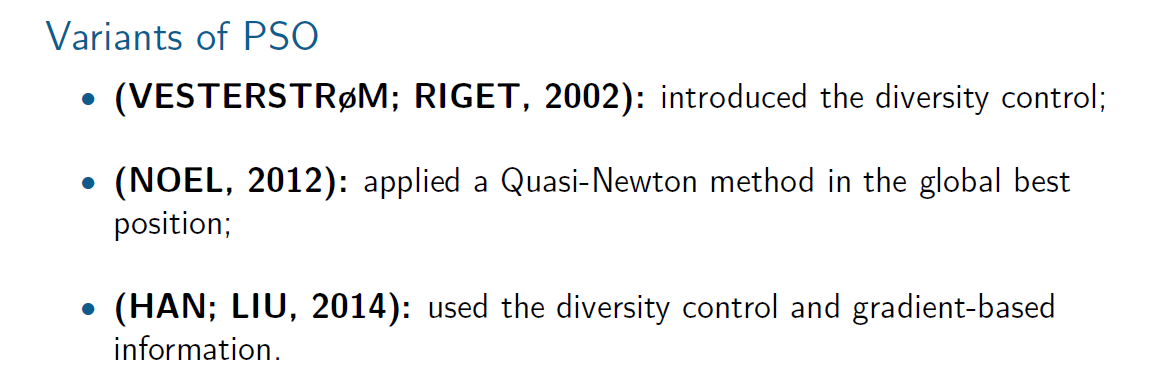 Variants of PSO
• (VESTERSTRøM; RIGET, 2002): introduced the diversity control;
• (NOEL, 2012): applied a Quasi-Newton method in the global best
position;
• (HAN; LIU, 2014): used the diversity control and gradient-based
information.